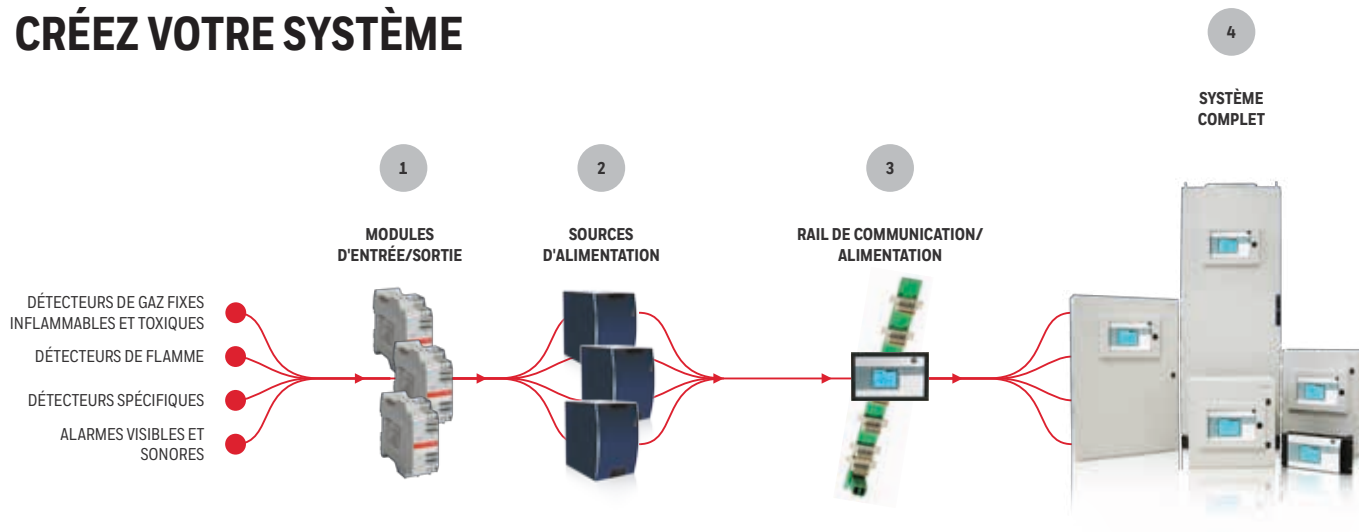 CRÉEZ VOTRE SYSTÈME
4
SYSTÈME
COMPLET
1
2
3
MODULES
D'ENTRÉE/SORTIE
SOURCES
D'ALIMENTATION
RAIL DE COMMUNICATION/
ALIMENTATION
DÉTECTEURS DE GAZ FIXES
INFLAMMABLES ET TOXIQUES
DÉTECTEURS DE FLAMME
DÉTECTEURS SPÉCIFIQUES
ALARMES VISIBLES ET
SONORES